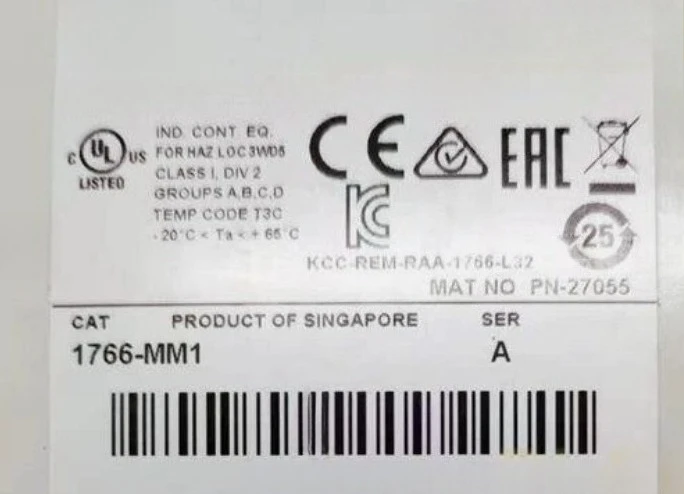 C UL US
LISTED
IND. CONT. EQ.
FOR HAZ LOC 3WD5
CLASS I, DIV 2
GROUPS A,B,C,D
TEMP CODE T3C
-20°C < Ta < + 65°C
CE
EAC
KC
25
KCC-REM-RAA-1766-L32
MAT NO PN-27055
CAT PRODUCT OF SINGAPORE SER
1766-MM1 A